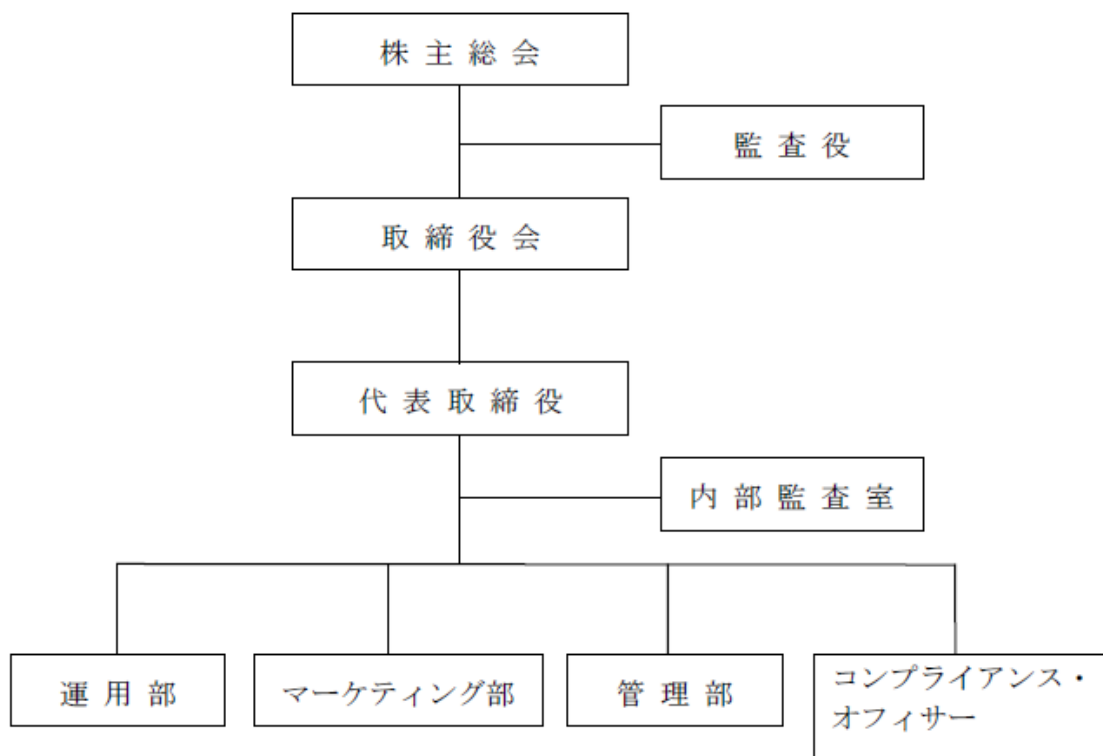 株主総会
監査役
取締役会
代表取締役
内部監査室
運用部
マーケティング部
管理部
コンプライアンス・
オフィサー